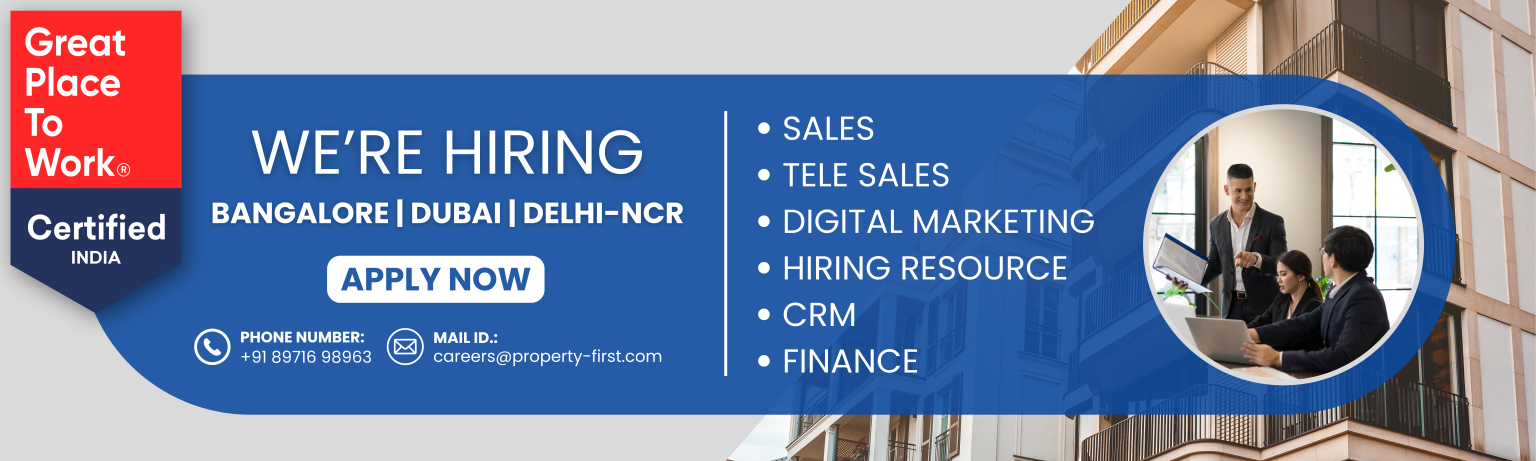 Great
Place
To
Work®
Certified
INDIA
WE'RE HIRING
BANGALORE | DUBAI | DELHI-NCR
APPLY NOW
PHONE NUMBER:
+91 89716 98963
MAIL ID.:
careers@property-first.com
• SALES
• TELE SALES
• DIGITAL MARKETING
• HIRING RESOURCE
• CRM
• FINANCE